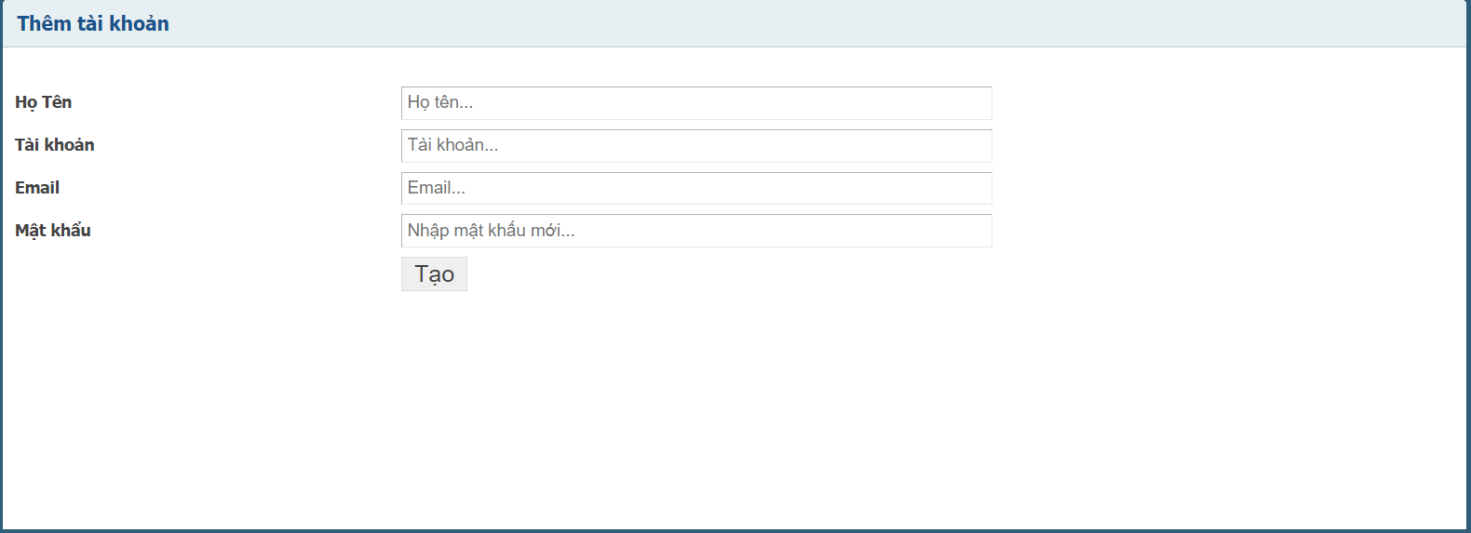 Thêm tài khoản
Họ Tên
Họ tên...
Tài khoản
Tài khoản...
Email
Email...
Mật khẩu
Nhập mật khẩu mới...
Tạo